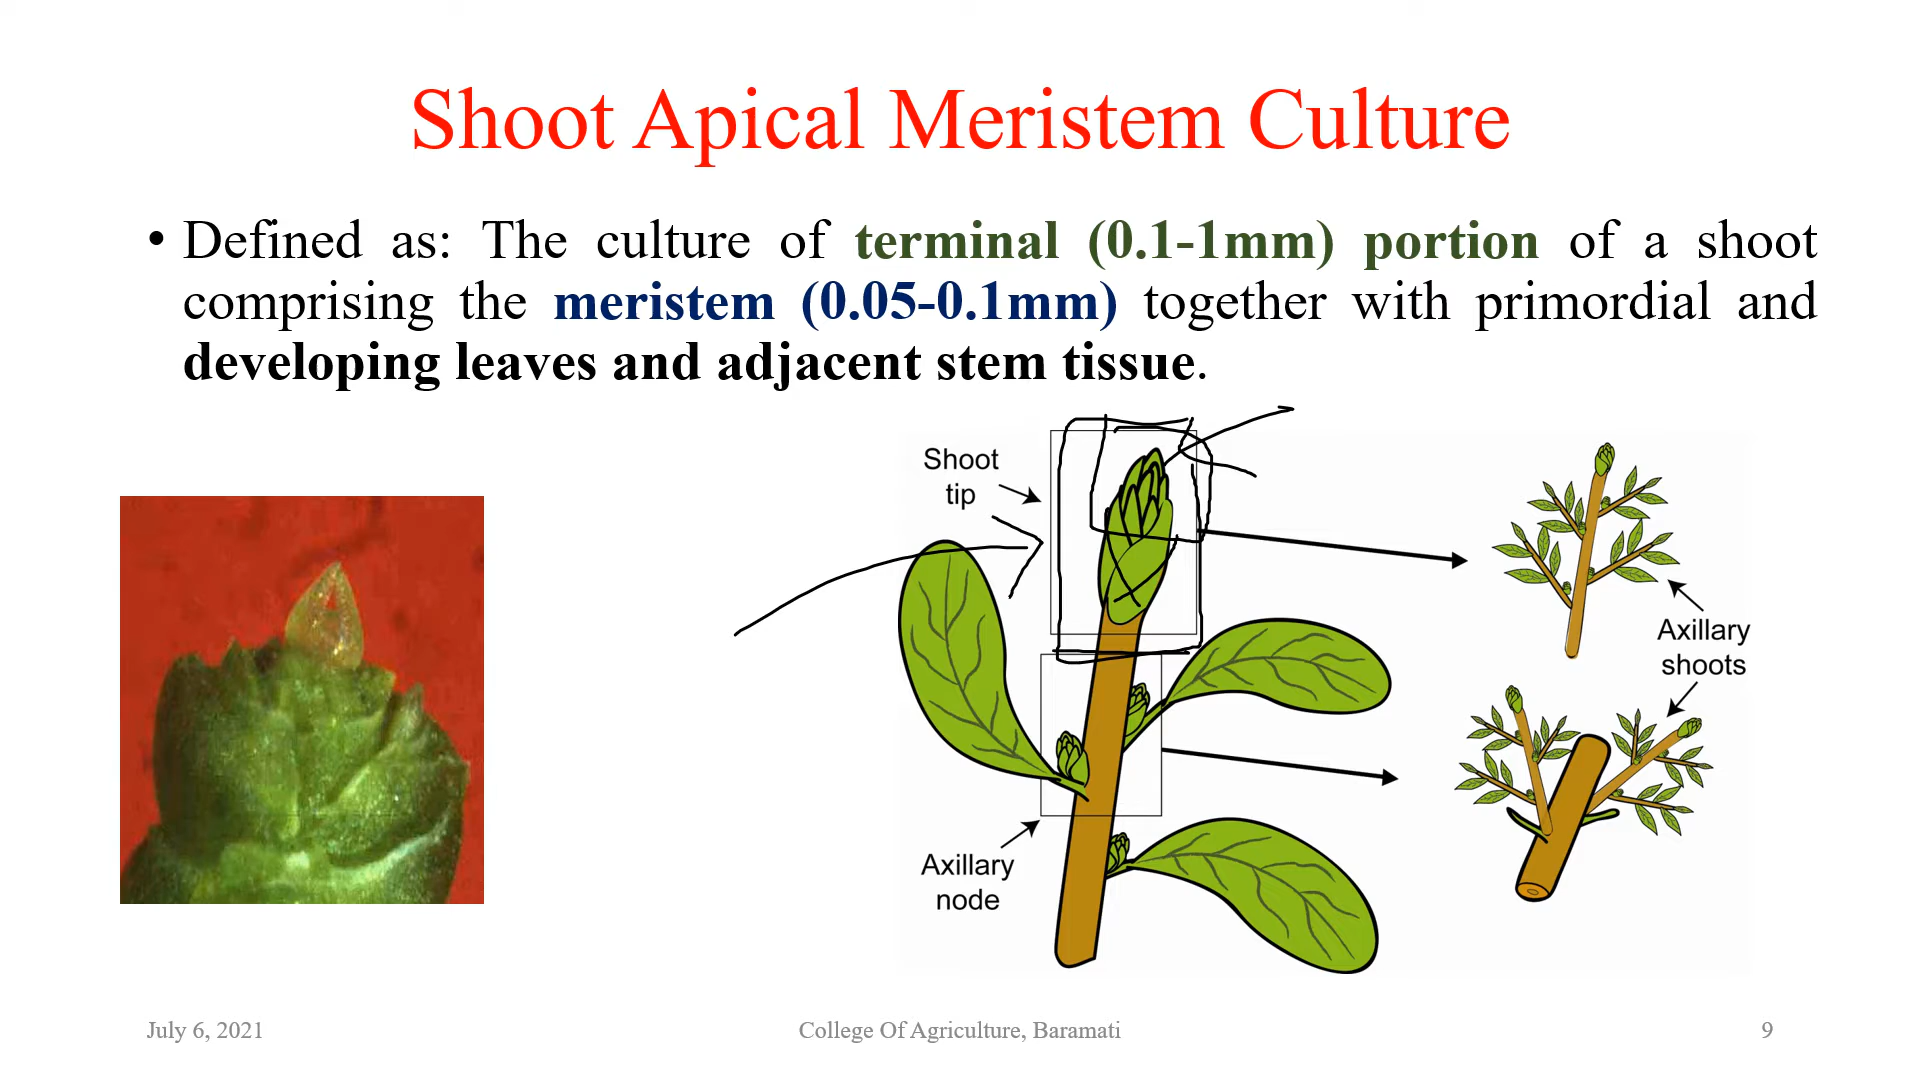 Shoot Apical Meristem Culture
• Defined as: The culture of terminal (0.1-1mm) portion of a shoot
comprising the meristem (0.05-0.1mm) together with primordial and
developing leaves and adjacent stem tissue.
Shoot
tip
Axillary
shoots
Axillary
node
July 6, 2021
College Of Agriculture, Baramati
9